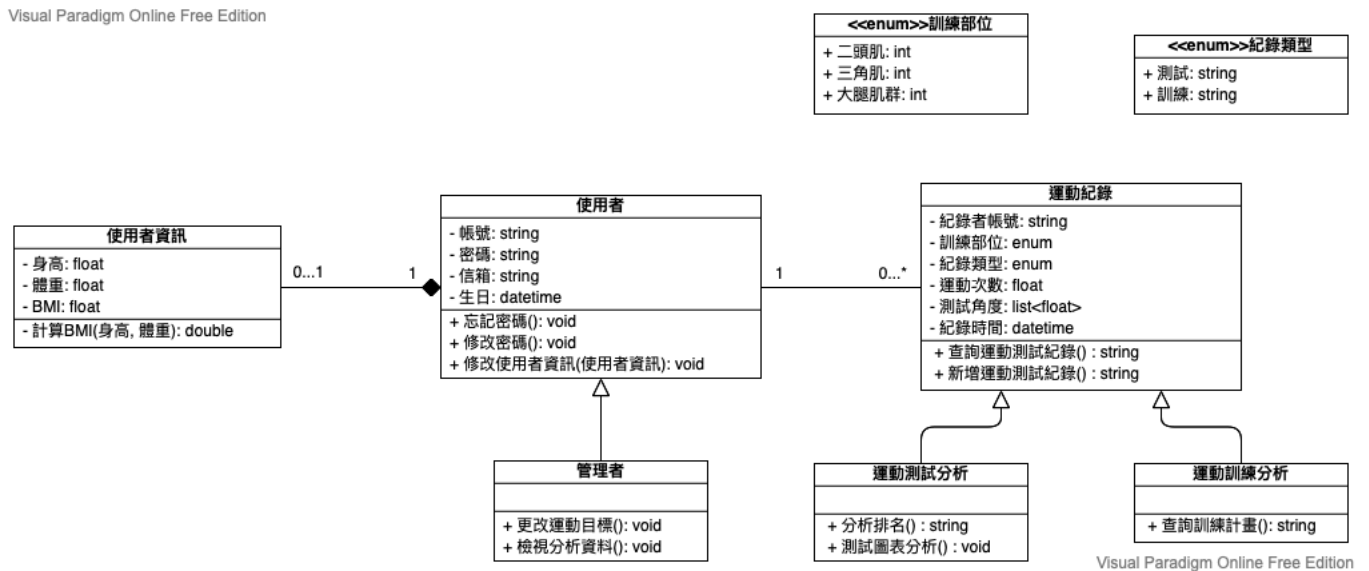 Visual Paradigm Online Free Edition
<<enum>>訓練部位
+ 二頭肌: int
+ 三角肌: int
+ 大腿肌群: int
<<enum>>紀錄類型
+ 測試: string
+ 訓練: string
使用者資訊
- 身高: float
- 體重: float
- BMI: float
- 計算BMI(身高, 體重): double
0...1
1
使用者
- 帳號: string
- 密碼: string
- 信箱: string
- 生日: datetime
+ 忘記密碼(): void
+ 修改密碼(): void
+ 修改使用者資訊(使用者資訊): void
1
0...*
運動紀錄
- 紀錄者帳號: string
- 訓練部位: enum
- 紀錄類型: enum
- 運動次數: float
- 測試角度: list<float>
- 紀錄時間: datetime
+ 查詢運動測試紀錄() : string
+ 新增運動測試紀錄() : string
管理者
+ 更改運動目標(): void
+ 檢視分析資料(): void
運動測試分析
+ 分析排名() : string
+ 測試圖表分析() : void
運動訓練分析
+ 查詢訓練計畫(): string
Visual Paradigm Online Free Edition